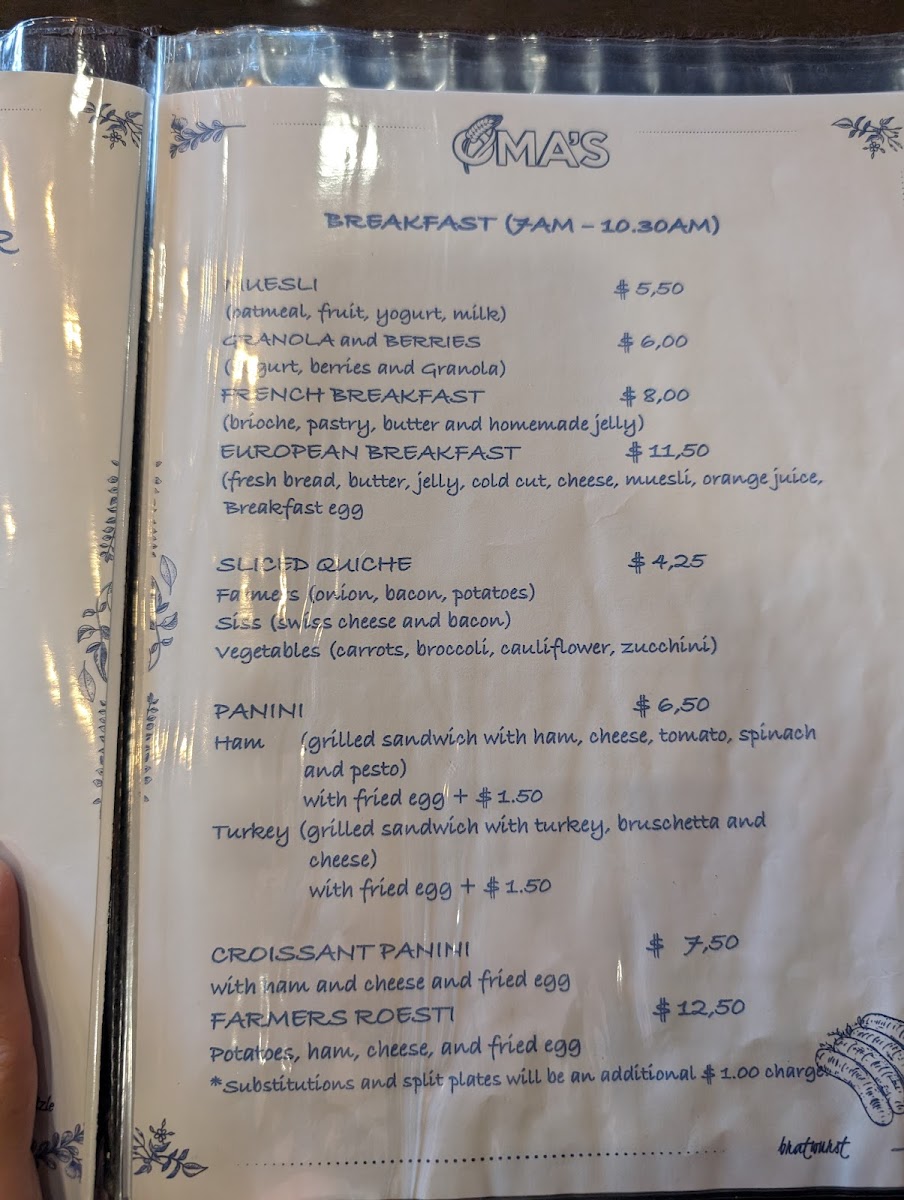 R
OMA'S
BREAKFAST (7AM – 10.30AM)
MUESLI $ 5,50
(oatmeal, fruit, yogurt, milk)
GRANOLA and BERRIES $ 6,00
(yogurt, berries and Granola)
FRENCH BREAKFAST $ 8,00
(brioche, pastry, butter and homemade jelly)
EUROPEAN BREAKFAST $ 11,50
(fresh bread, butter, jelly, cold cut, cheese, muesli, orange juice,
Breakfast egg
SLICED QUICHE $ 4,25
Farmers (onion, bacon, potatoes)
Siss (swiss cheese and bacon)
Vegetables (carrots, broccoli, cauliflower, zucchini)
PANINI $ 6,50
Ham (grilled sandwich with ham, cheese, tomato, spinach
and pesto)
with fried egg + $ 1.50
Turkey (grilled sandwich with turkey, bruschetta and
cheese)
with fried egg + $ 1.50
CROISSANT PANINI $ 7,50
with ham and cheese and fried egg
FARMERS ROESTI $ 12,50
Potatoes, ham, cheese, and fried egg
*Substitutions and split plates will be an additional $ 1.00 charge
zle
bratwurst